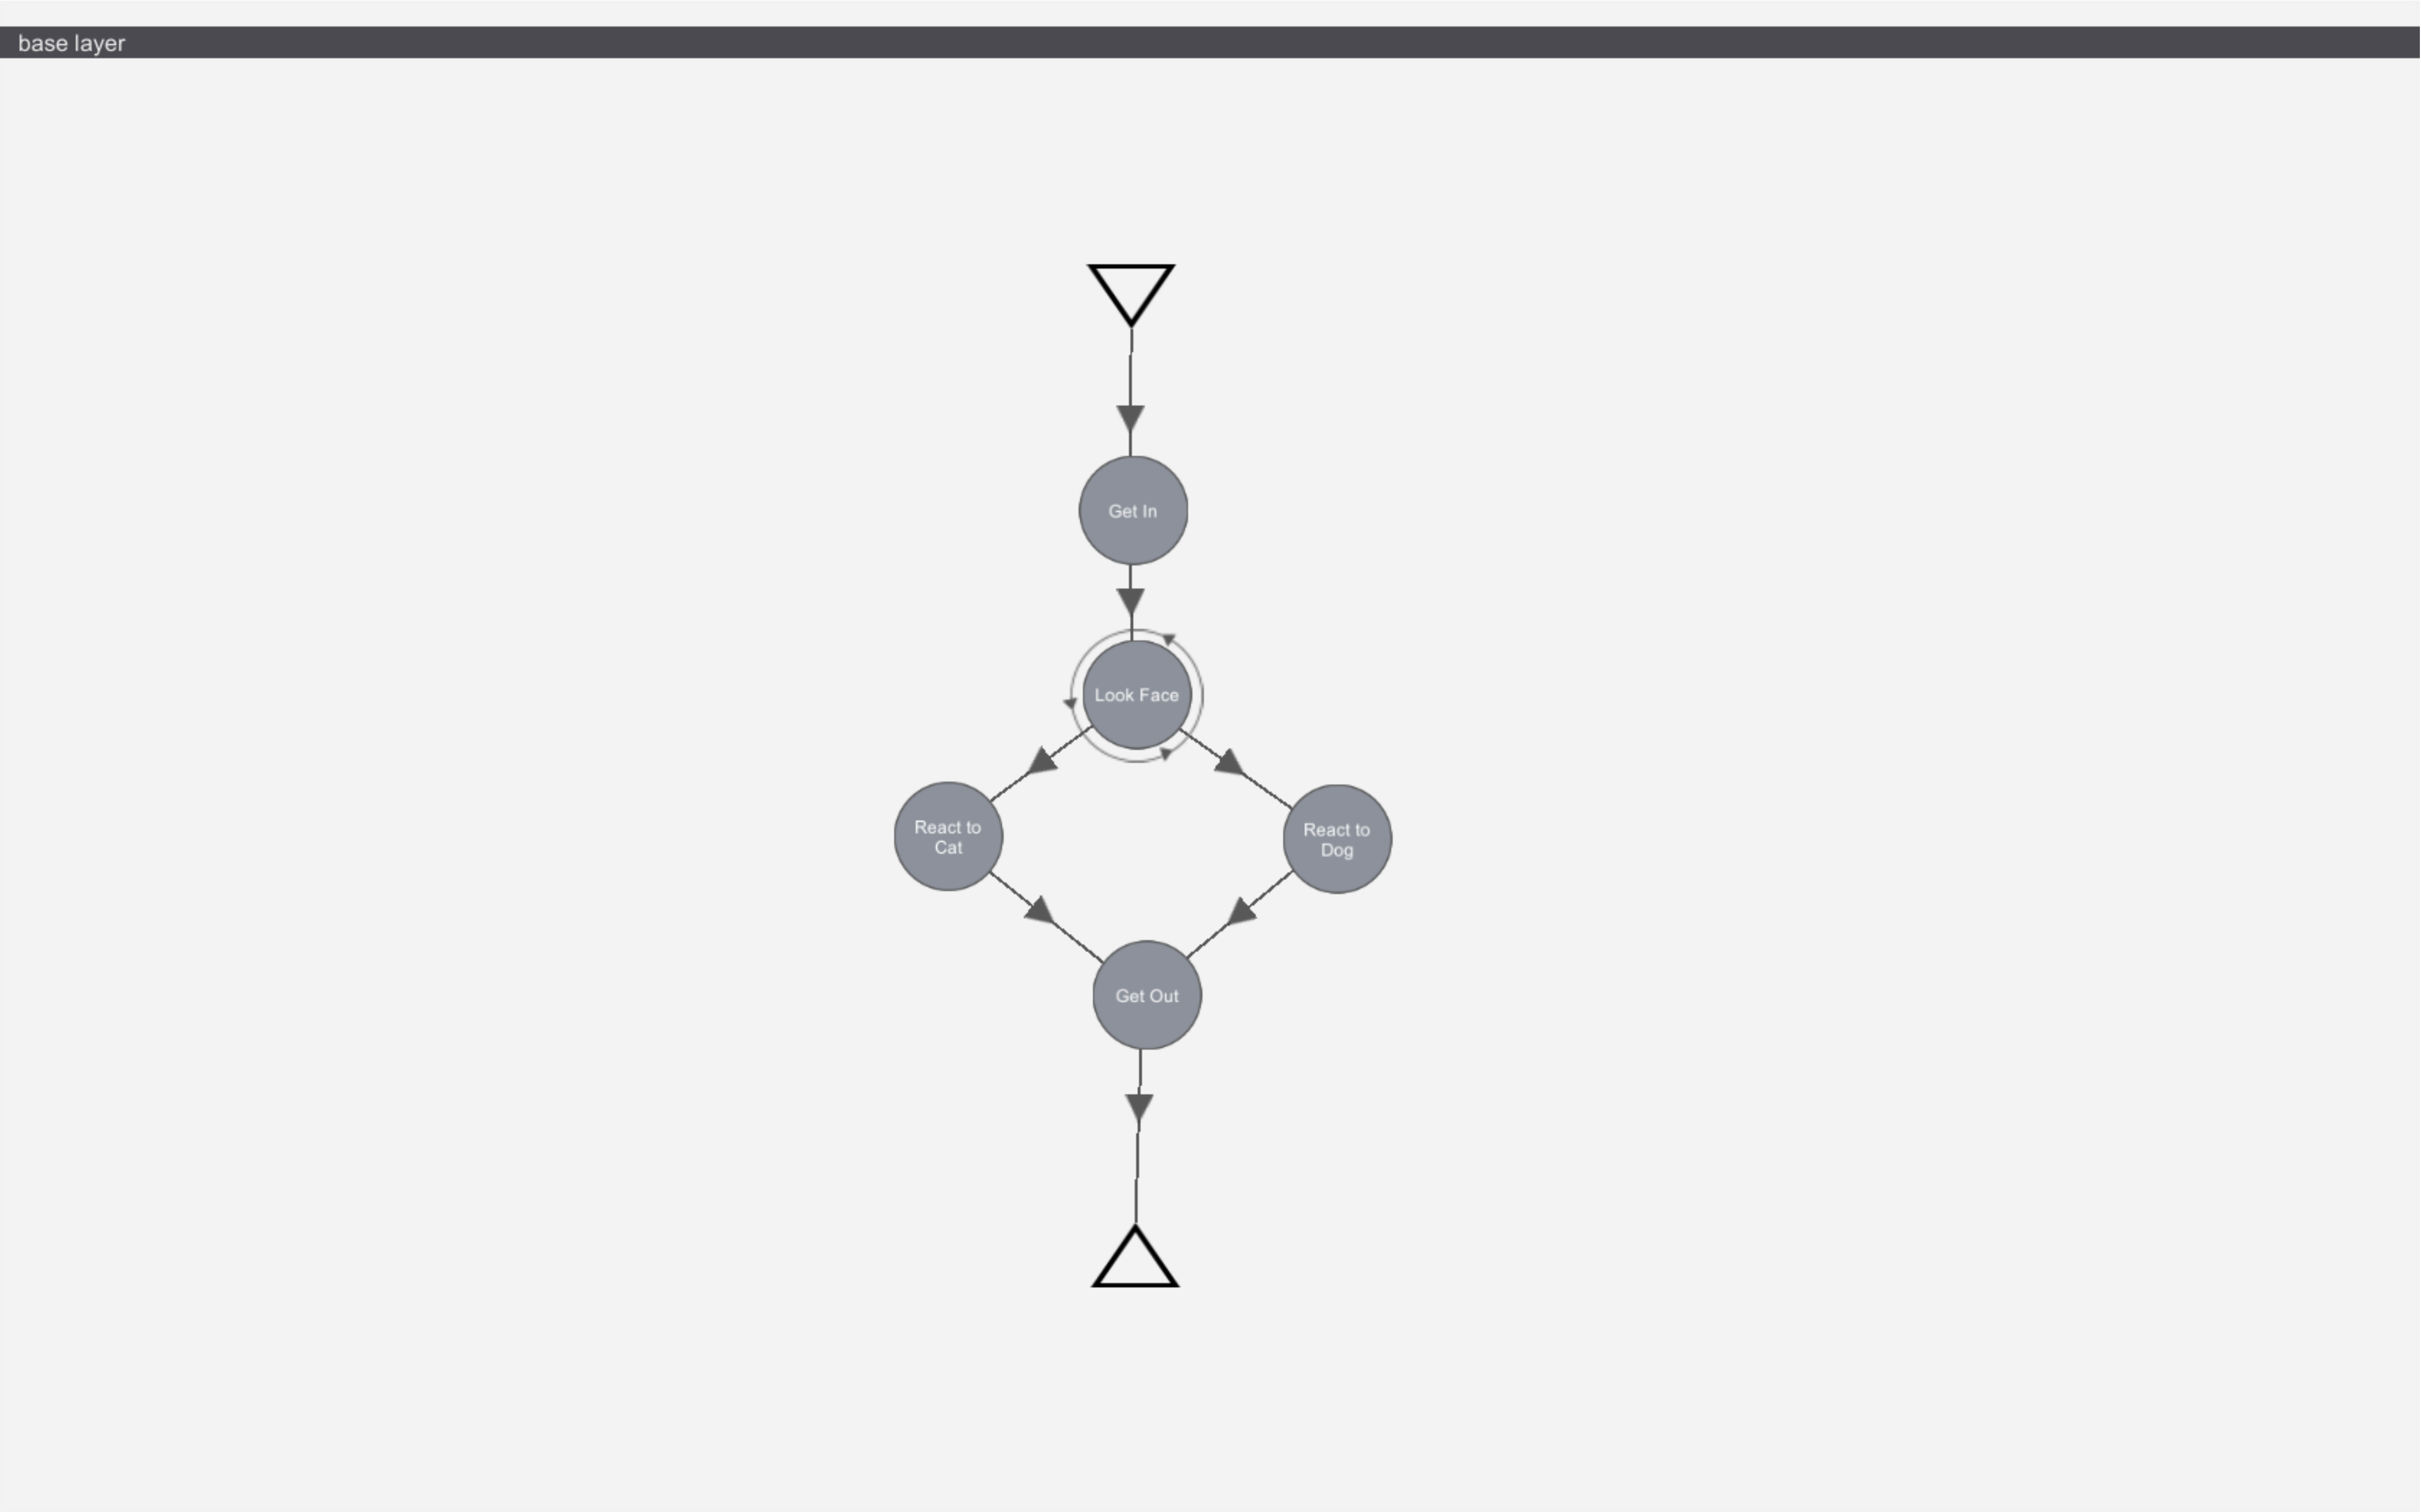 base layer
Get In
Look Face
React to
Cat
React to
Dog
Get Out